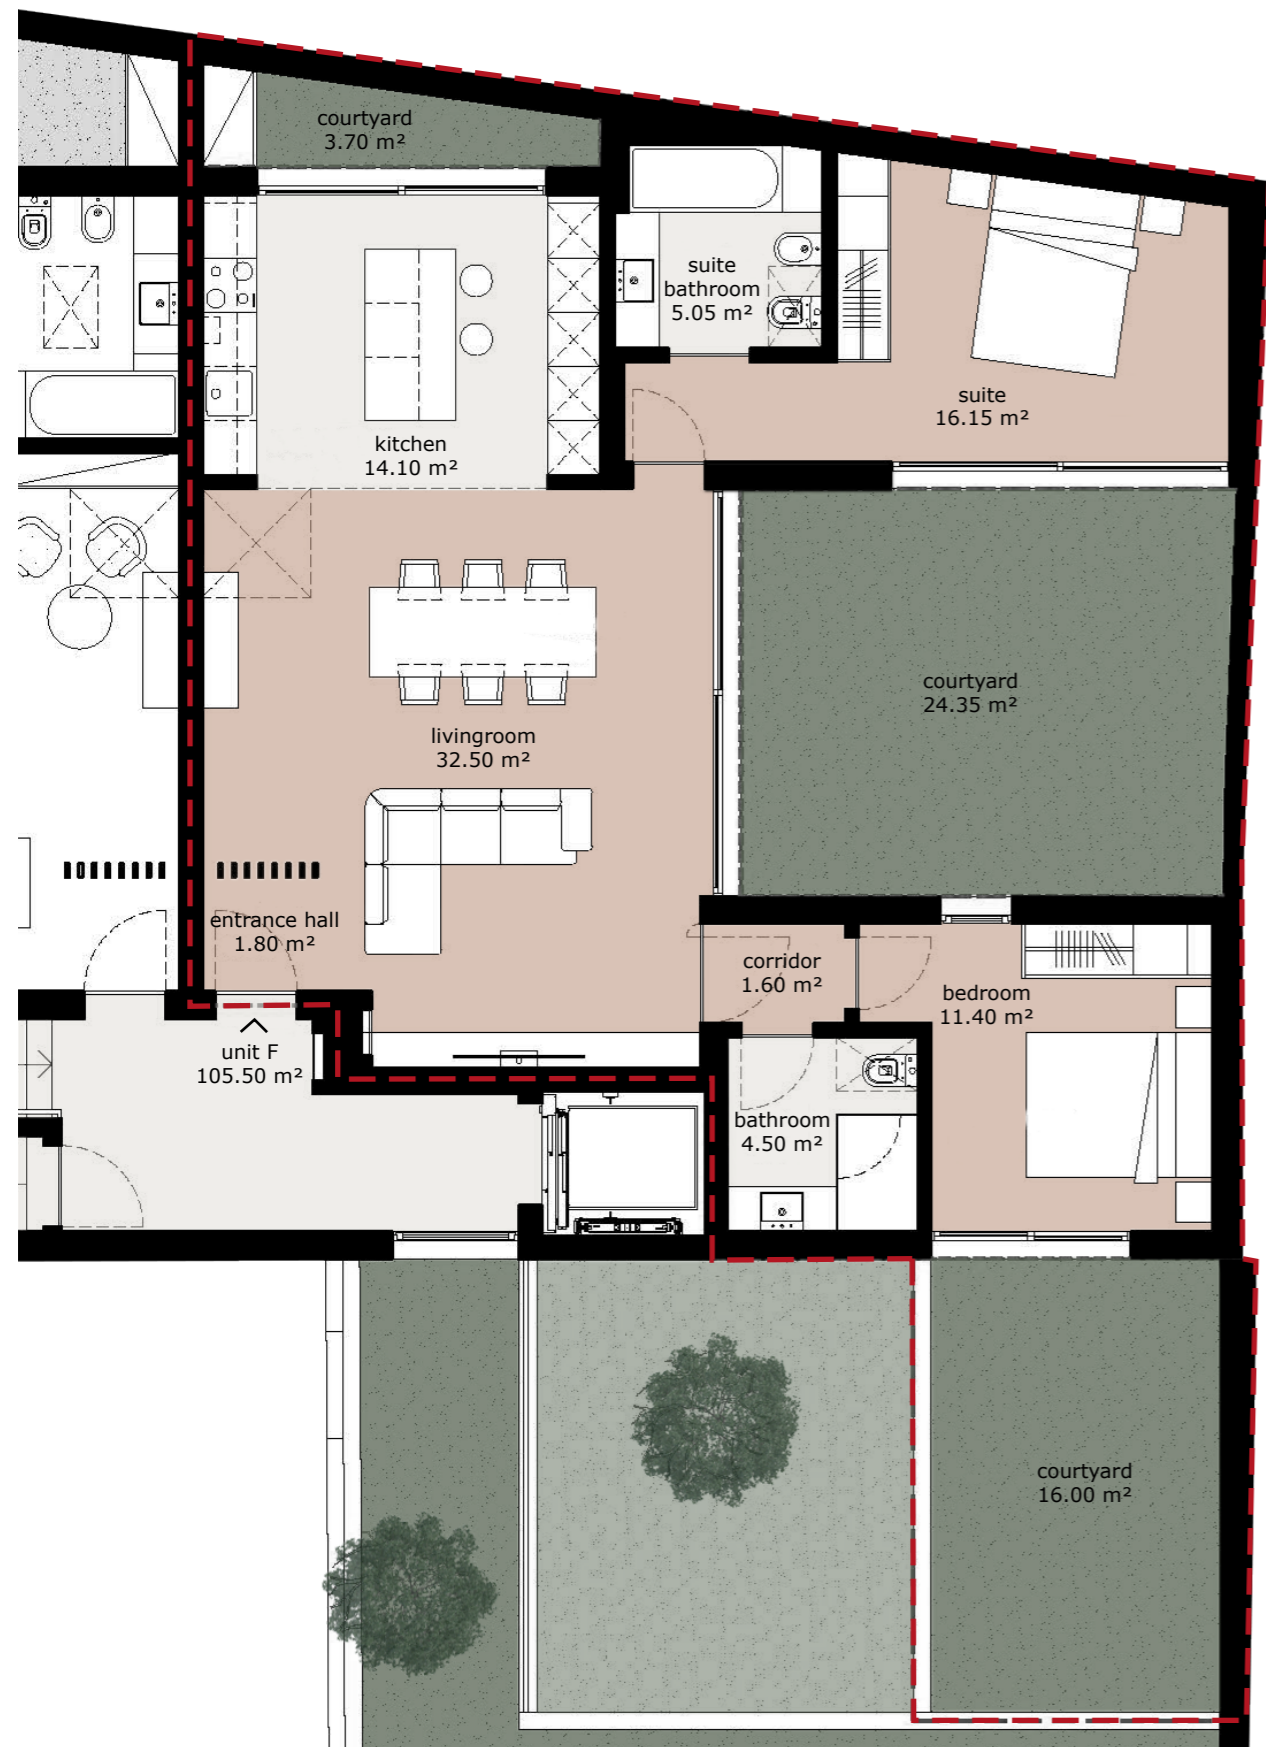 courtyard
3.70 m²
suite
bathroom
5.05 m²
suite
16.15 m²
kitchen
14.10 m²
courtyard
24.35 m²
livingroom
32.50 m²
entrance hall
1.80 m²
corridor
1.60 m²
bedroom
11.40 m²
unit F
105.50 m²
bathroom
4.50 m²
courtyard
16.00 m²